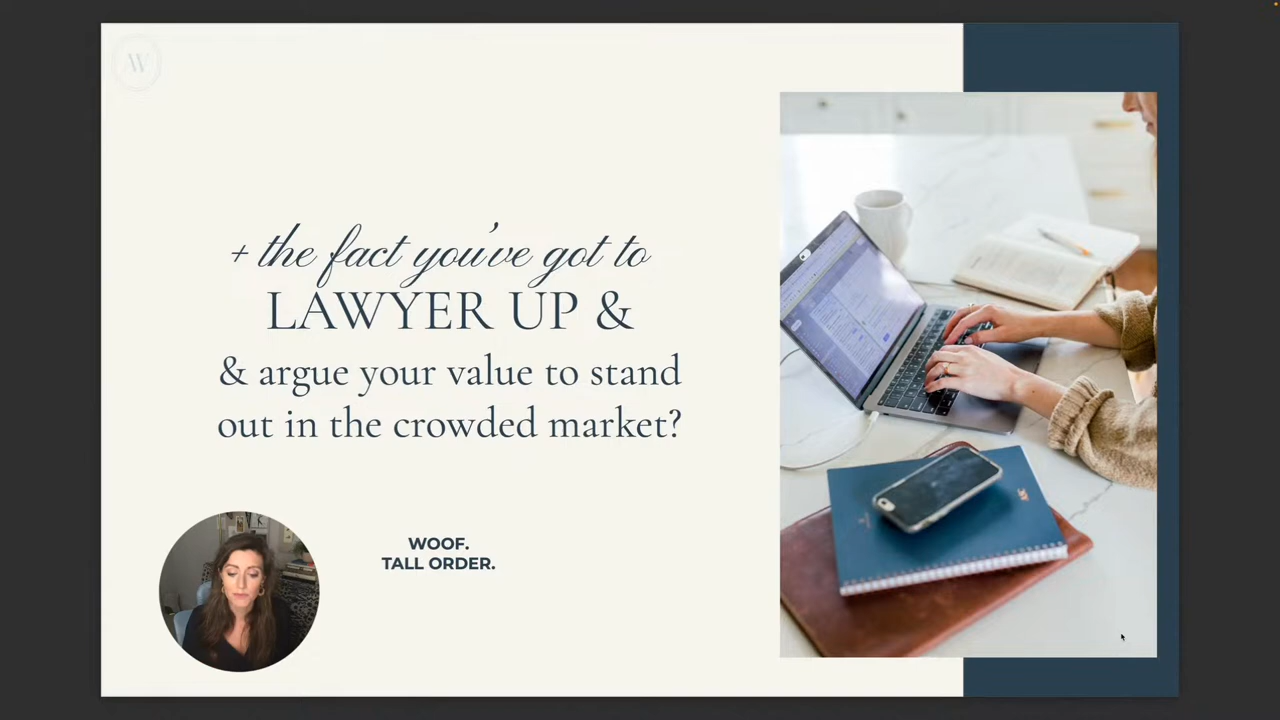 AW
+ the fact you've got to
LAWYER UP &
& argue your value to stand
out in the crowded market?
WOOF.
TALL ORDER.